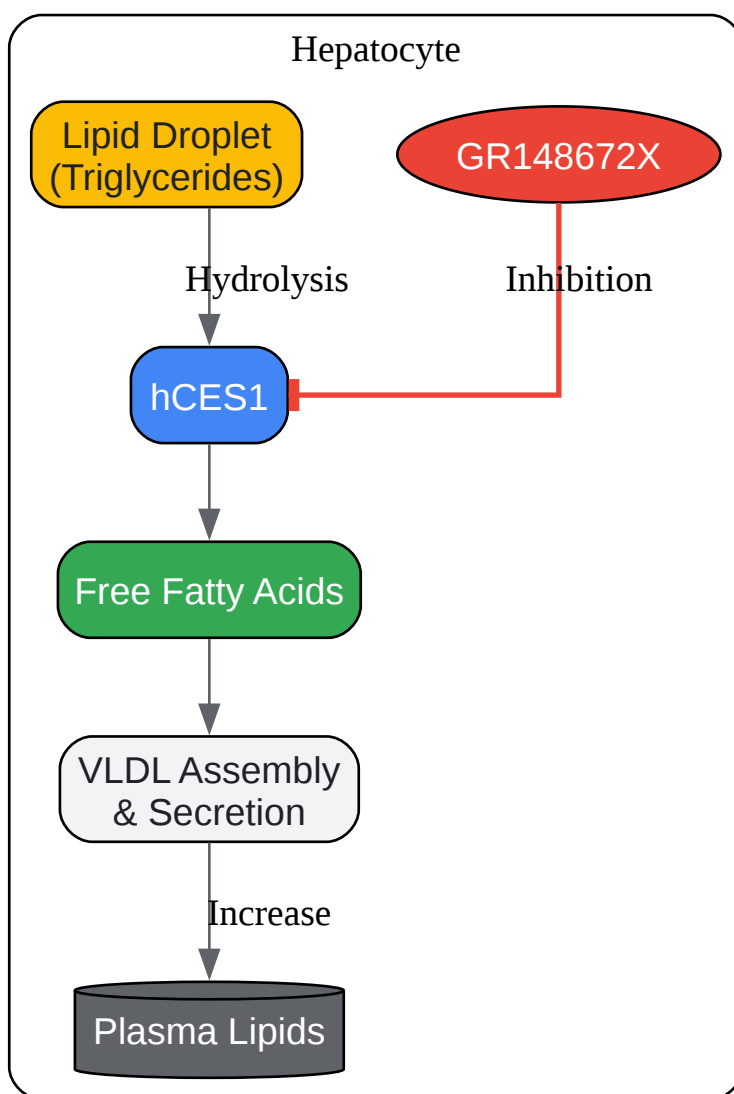 Hepatocyte
Lipid Droplet
(Triglycerides)
GR148672X
Hydrolysis
Inhibition
hCES1
Free Fatty Acids
VLDL Assembly
& Secretion
Increase
Plasma Lipids